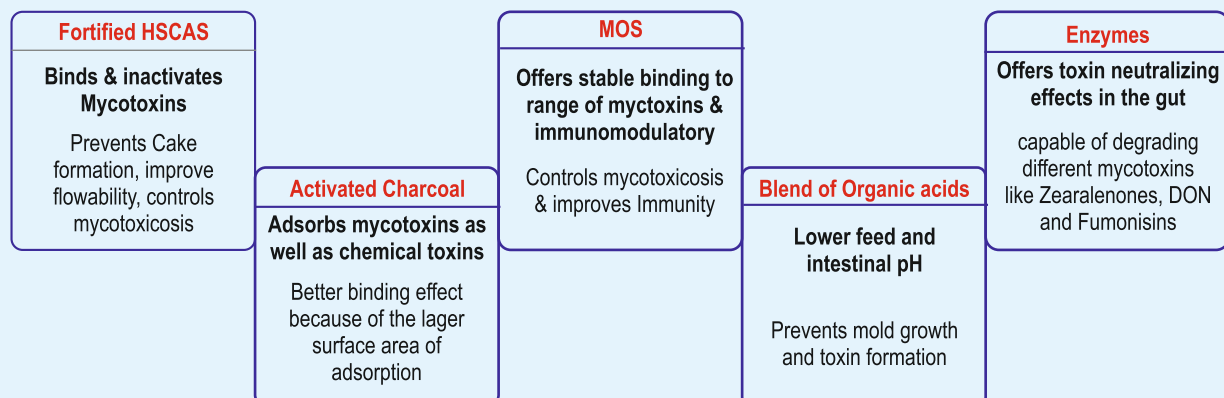 Fortified HSCAS
Binds & inactivates
Mycotoxins
Prevents Cake
formation, improve
flowability, controls
mycotoxicosis
Activated Charcoal
Adsorbs mycotoxins as
well as chemical toxins
Better binding effect
because of the lager
surface area of
adsorption
MOS
Offers stable binding to
range of myctoxins &
immunomodulatory
Controls mycotoxicosis
& improves Immunity
Blend of Organic acids
Lower feed and
intestinal pH
Prevents mold growth
and toxin formation
Enzymes
Offers toxin neutralizing
effects in the gut
capable of degrading
different mycotoxins
like Zearalenones, DON
and Fumonisins